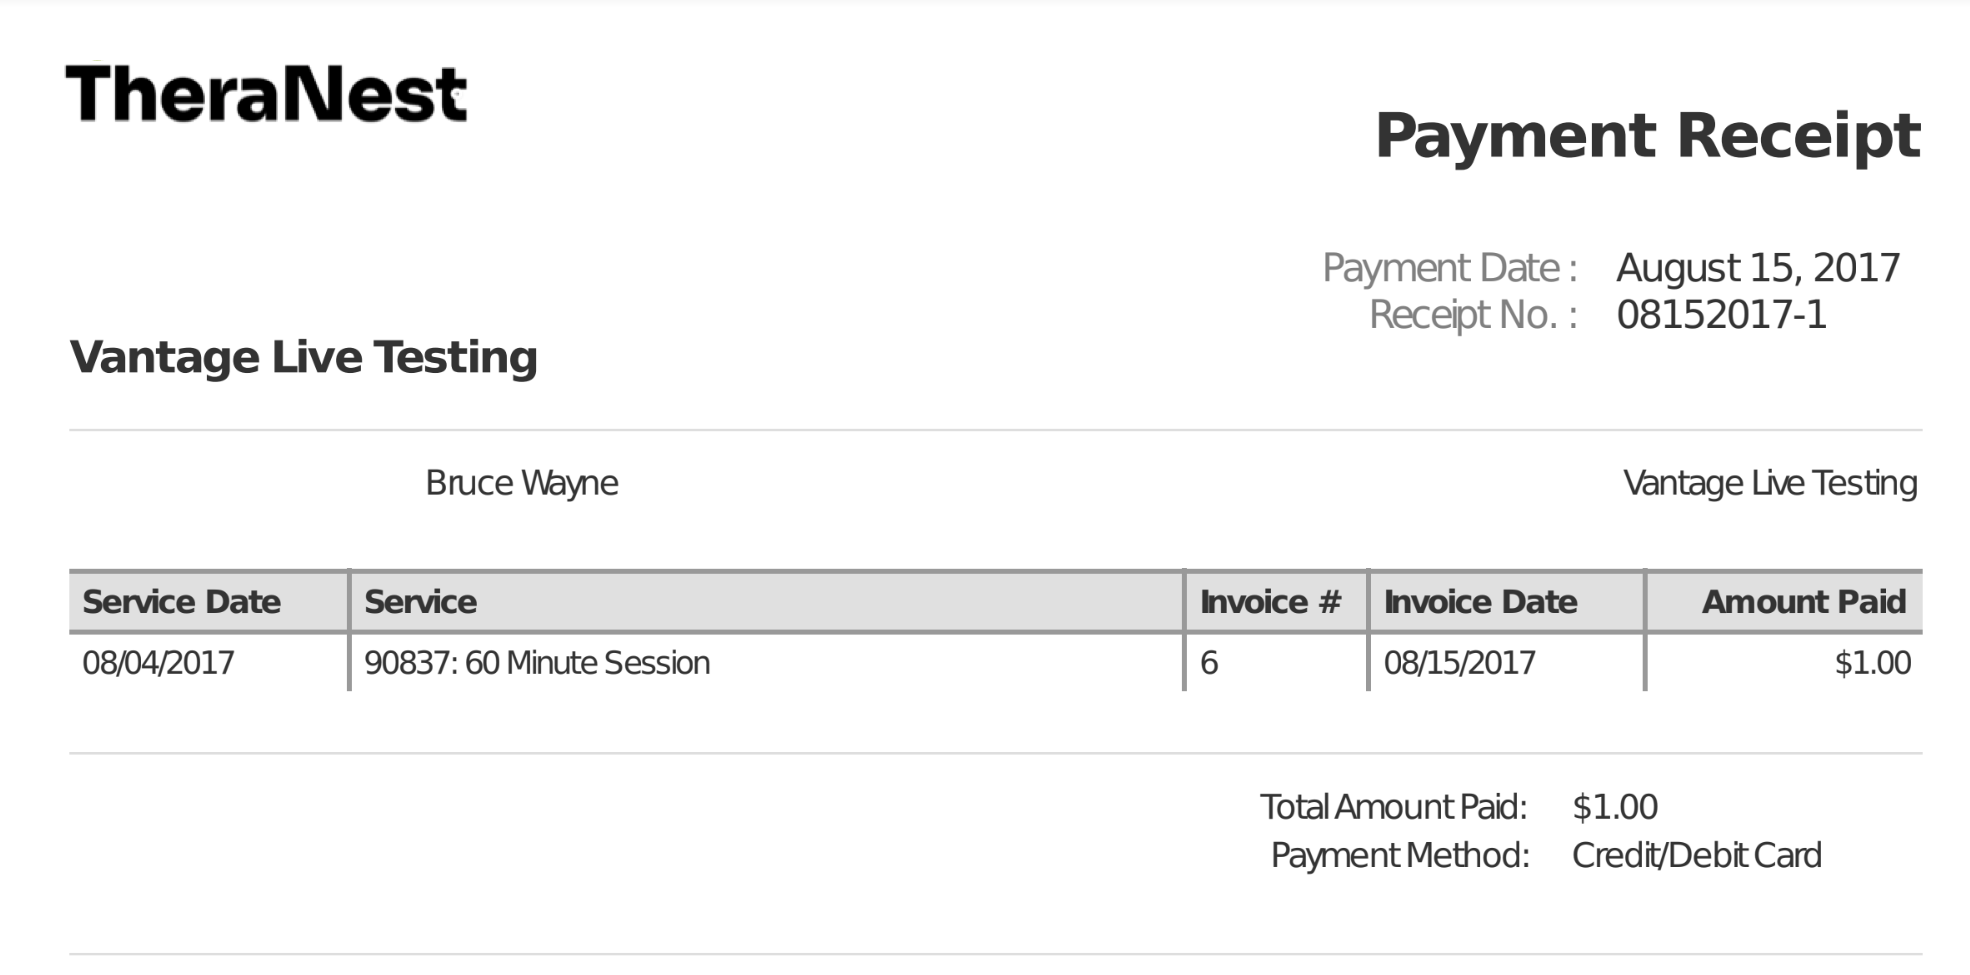 TheraNest
Payment Receipt
Payment Date : August 15, 2017
Receipt No. : 08152017-1
Vantage Live Testing
Bruce Wayne Vantage Live Testing
Service Date Service Invoice # Invoice Date Amount Paid
08/04/2017 90837: 60 Minute Session 6 08/15/2017 $1.00
Total Amount Paid: $1.00
Payment Method: Credit/Debit Card